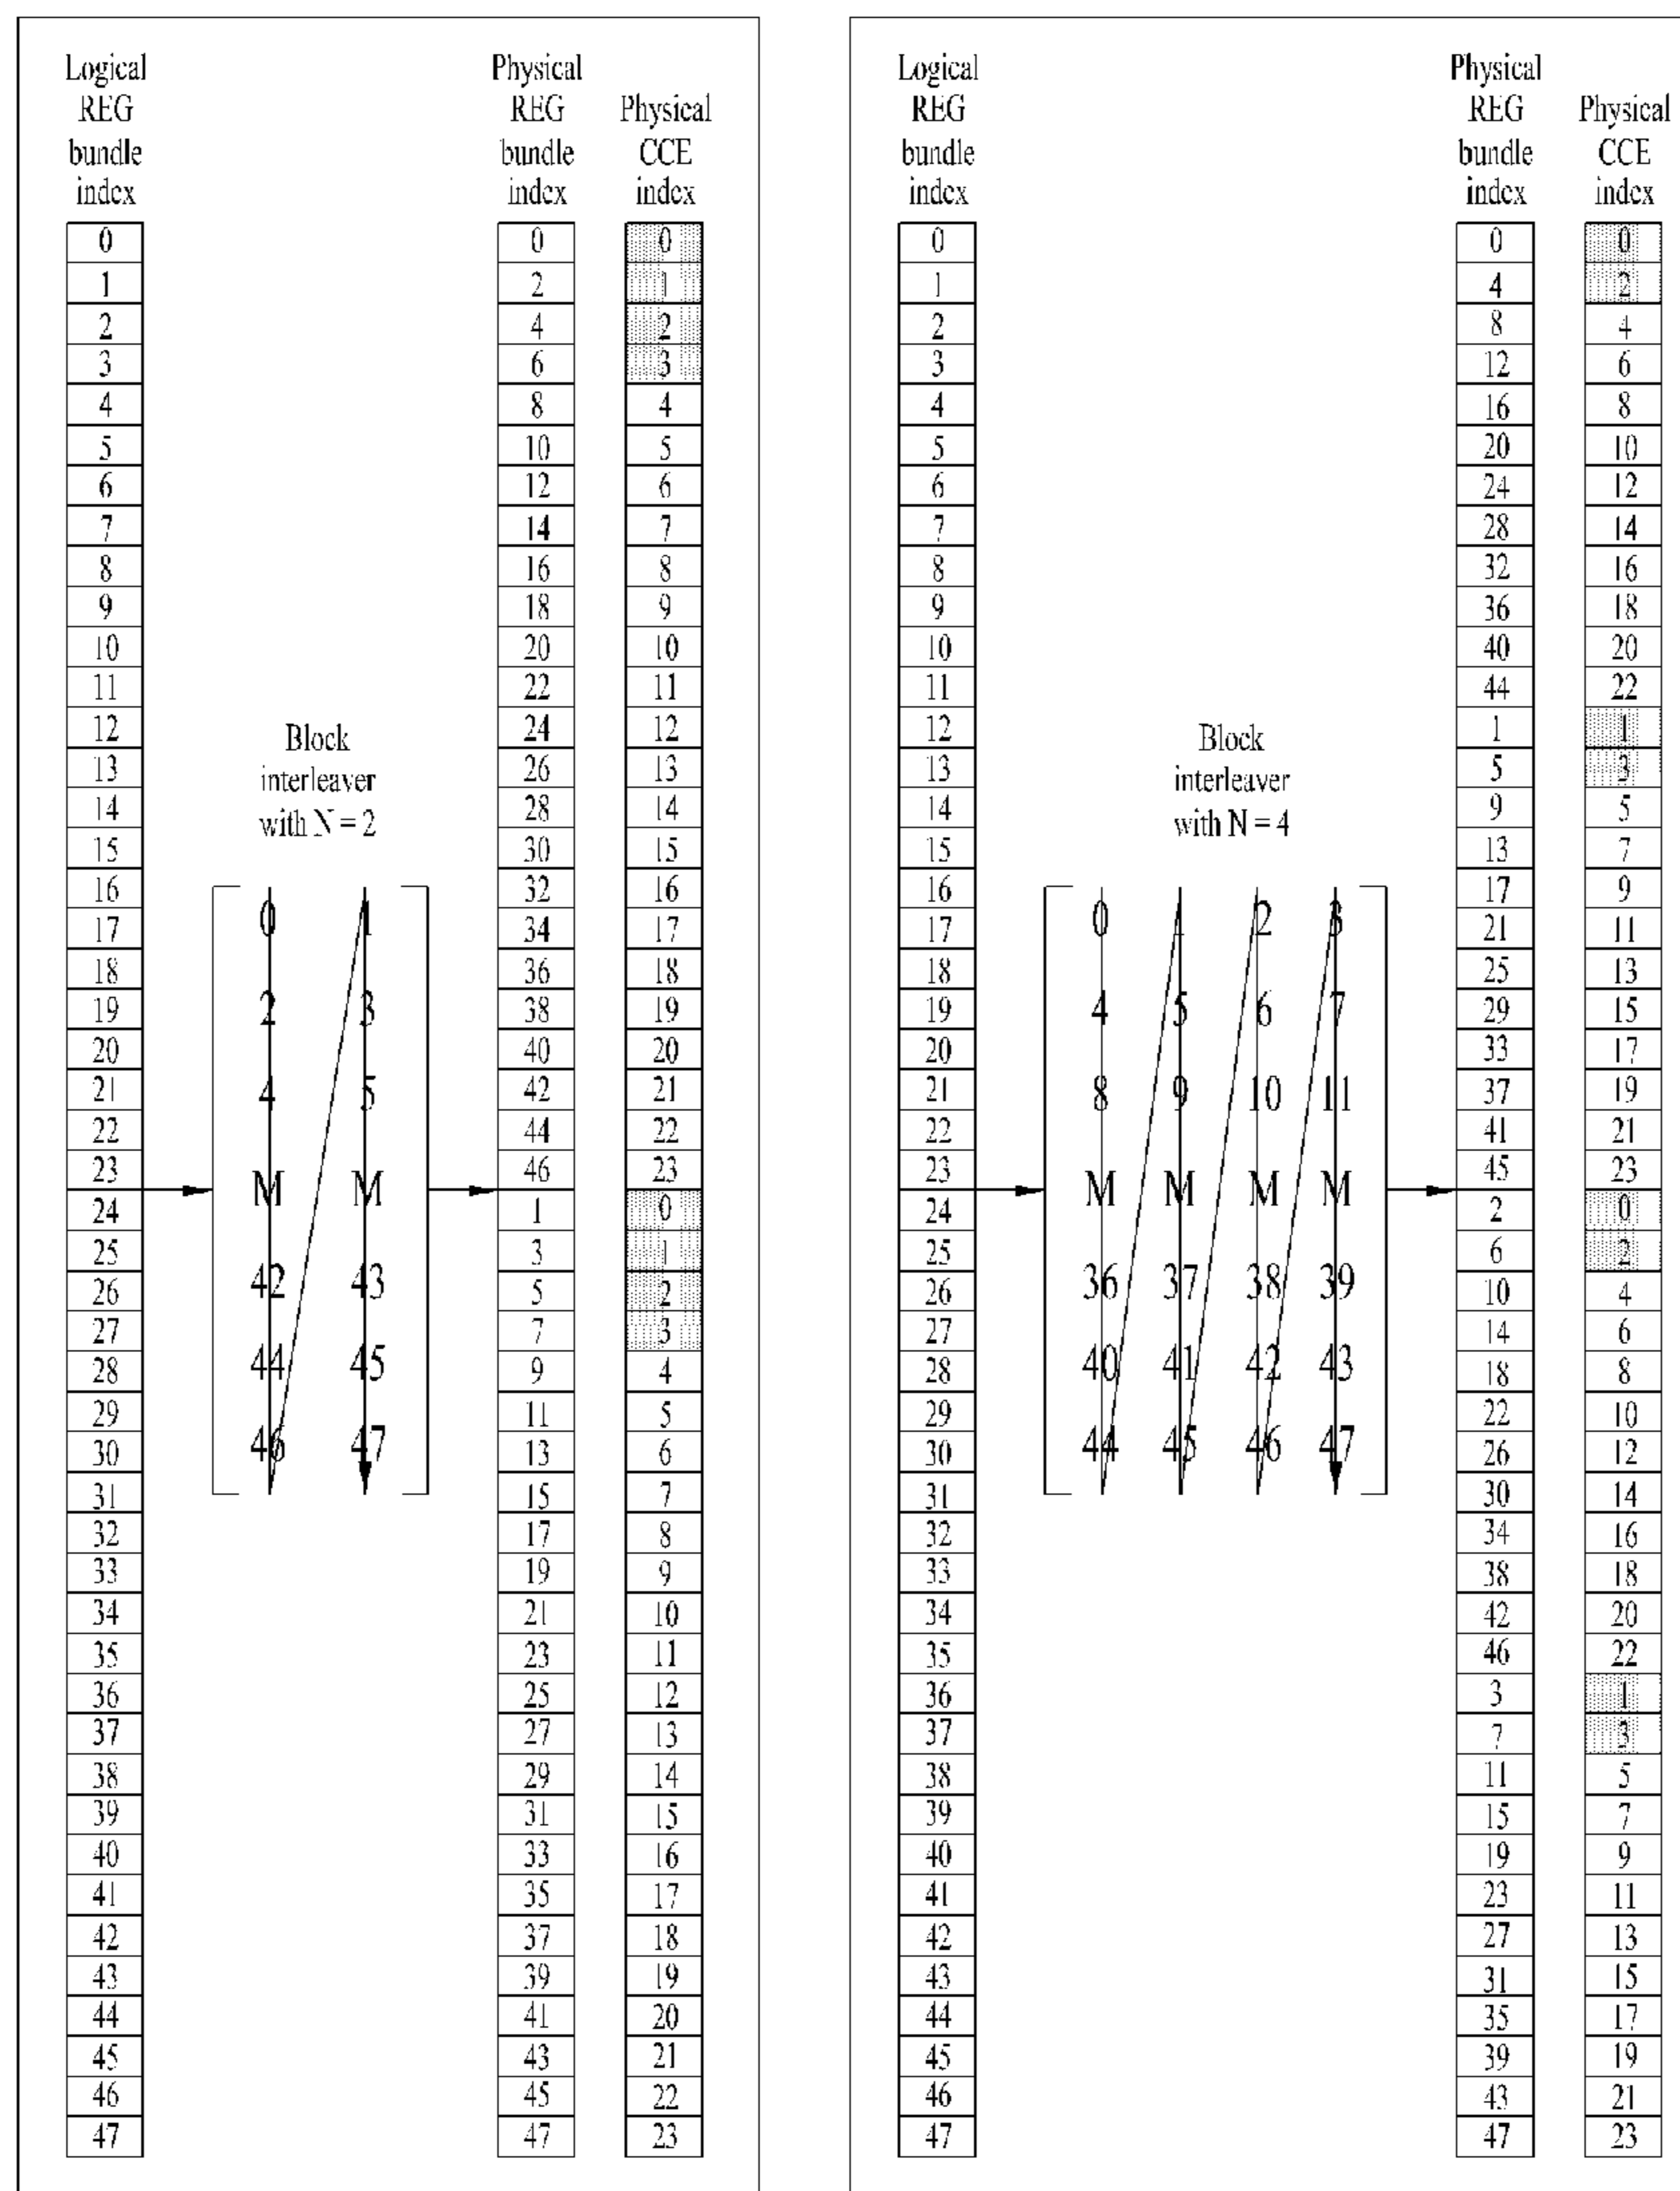 Logical
REG
bundle
index
Physical
REG
bundle
index
Physical
CCE
index
0 0 0
1 2 1
2 4 2
3 6 3
4 8 4
5 10 5
6 12 6
7 14 7
8 16 8
9 18 9
10 20 10
11 22 11
12 24 12
13 26 13
14 28 14
15 30 15
16 32 16
17 34 17
18 36 18
19 38 19
20 40 20
21 42 21
22 44 22
23 46 23
24 1 0
25 3 1
26 5 2
27 7 3
28 9 4
29 11 5
30 13 6
31 15 7
32 17 8
33 19 9
34 21 10
35 23 11
36 25 12
37 27 13
38 29 14
39 31 15
40 33 16
41 35 17
42 37 18
43 39 19
44 41 20
45 43 21
46 45 22
47 47 23
Block
interleaver
with N = 2
0 1
2 3
4 5
M M
42 43
44 45
46 47
Logical
REG
bundle
index
Physical
REG
bundle
index
Physical
CCE
index
0 0 0
1 4 2
2 8 4
3 12 6
4 16 8
5 20 10
6 24 12
7 28 14
8 32 16
9 36 18
10 40 20
11 44 22
12 1 1
13 5 3
14 9 5
15 13 7
16 17 9
17 21 11
18 25 13
19 29 15
20 33 17
21 37 19
22 41 21
23 45 23
24 2 0
25 6 2
26 10 4
27 14 6
28 18 8
29 22 10
30 26 12
31 30 14
32 34 16
33 38 18
34 42 20
35 46 22
36 3 1
37 7 3
38 11 5
39 15 7
40 19 9
41 23 11
42 27 13
43 31 15
44 35 17
45 39 19
46 43 21
47 47 23
Block
interleaver
with N = 4
0 1 2 3
4 5 6 7
8 9 10 11
M M M M
36 37 38 39
40 41 42 43
44 45 46 47